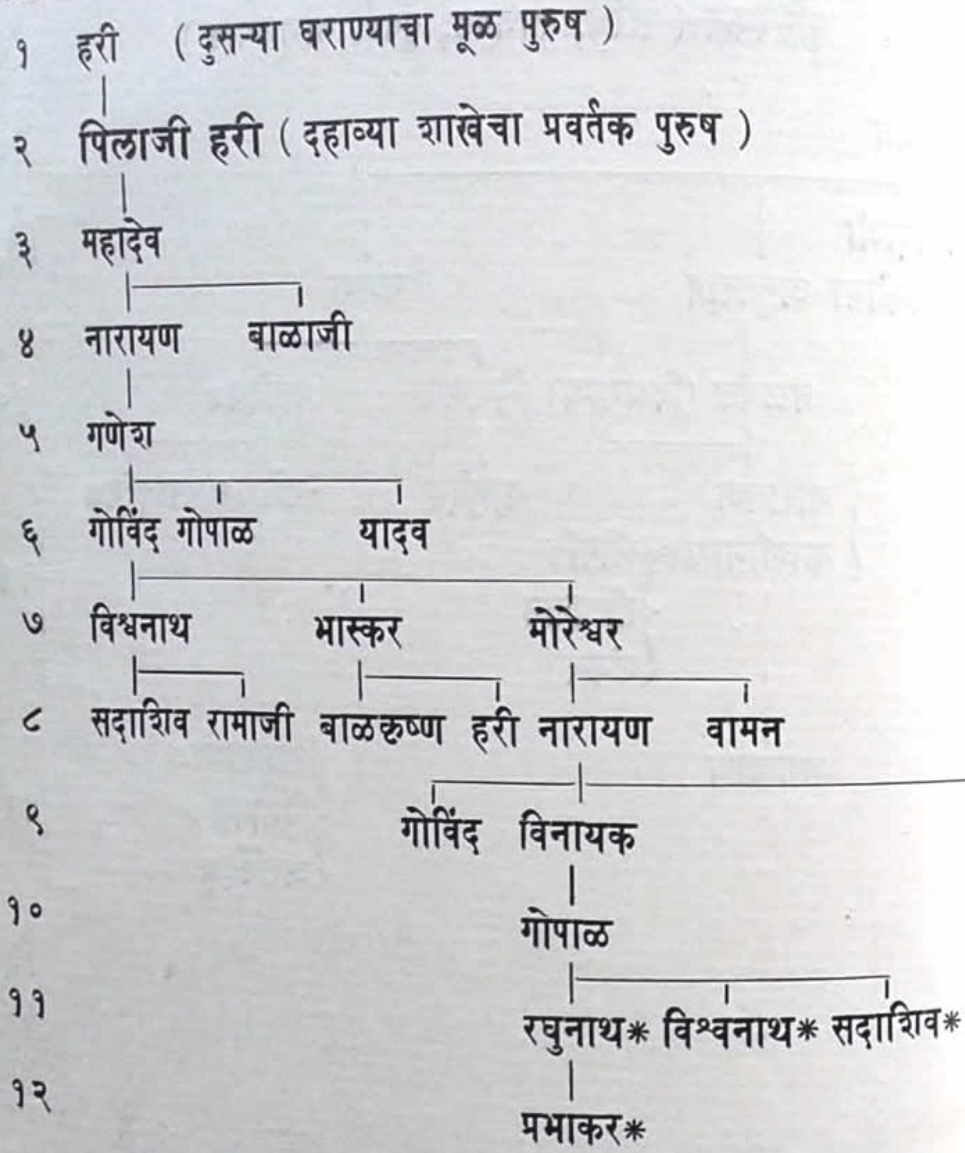 १ हरी ( दुसऱ्या घराण्याचा मूळ पुरुष )
२ पिलाजी हरी ( दहाव्या शाखेचा प्रवर्तक पुरुष )
३ महादेव
४ नारायण बाळाजी
५ गणेश
६ गोविंद गोपाळ यादव
७ विश्वनाथ भास्कर मोरेश्वर
८ सदाशिव रामाजी बाळकृष्ण हरी नारायण वामन
९ गोविंद विनायक
१० गोपाळ
११ रघुनाथ* विश्वनाथ* सदाशिव*
१२ प्रभाकर*